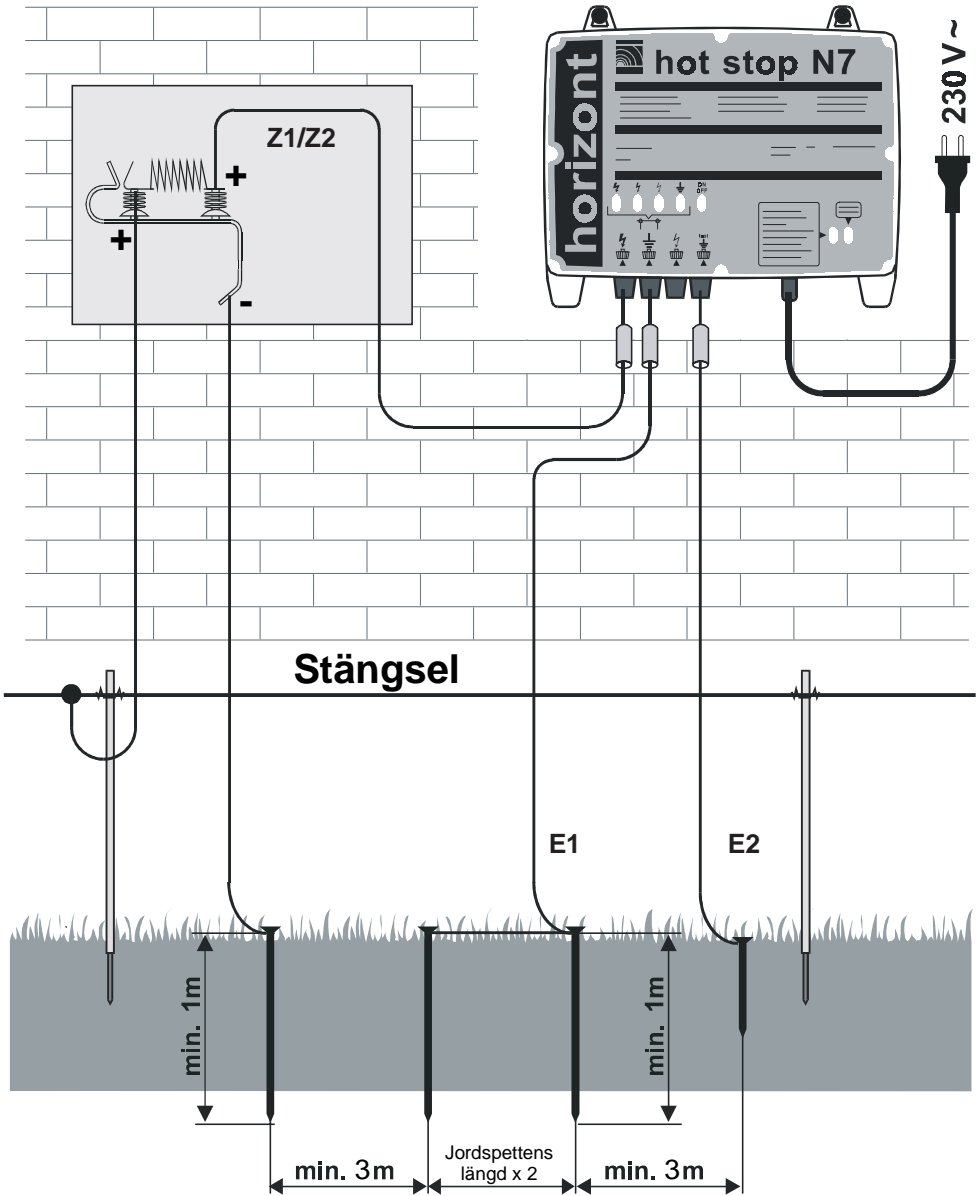 horizont
hot stop N7
ON
OFF
test
230 V ~
Z1/Z2
+
+
-
Stängsel
E1
E2
min. 1m
min. 1m
min. 3m
Jordspettens
längd x 2
min. 3m